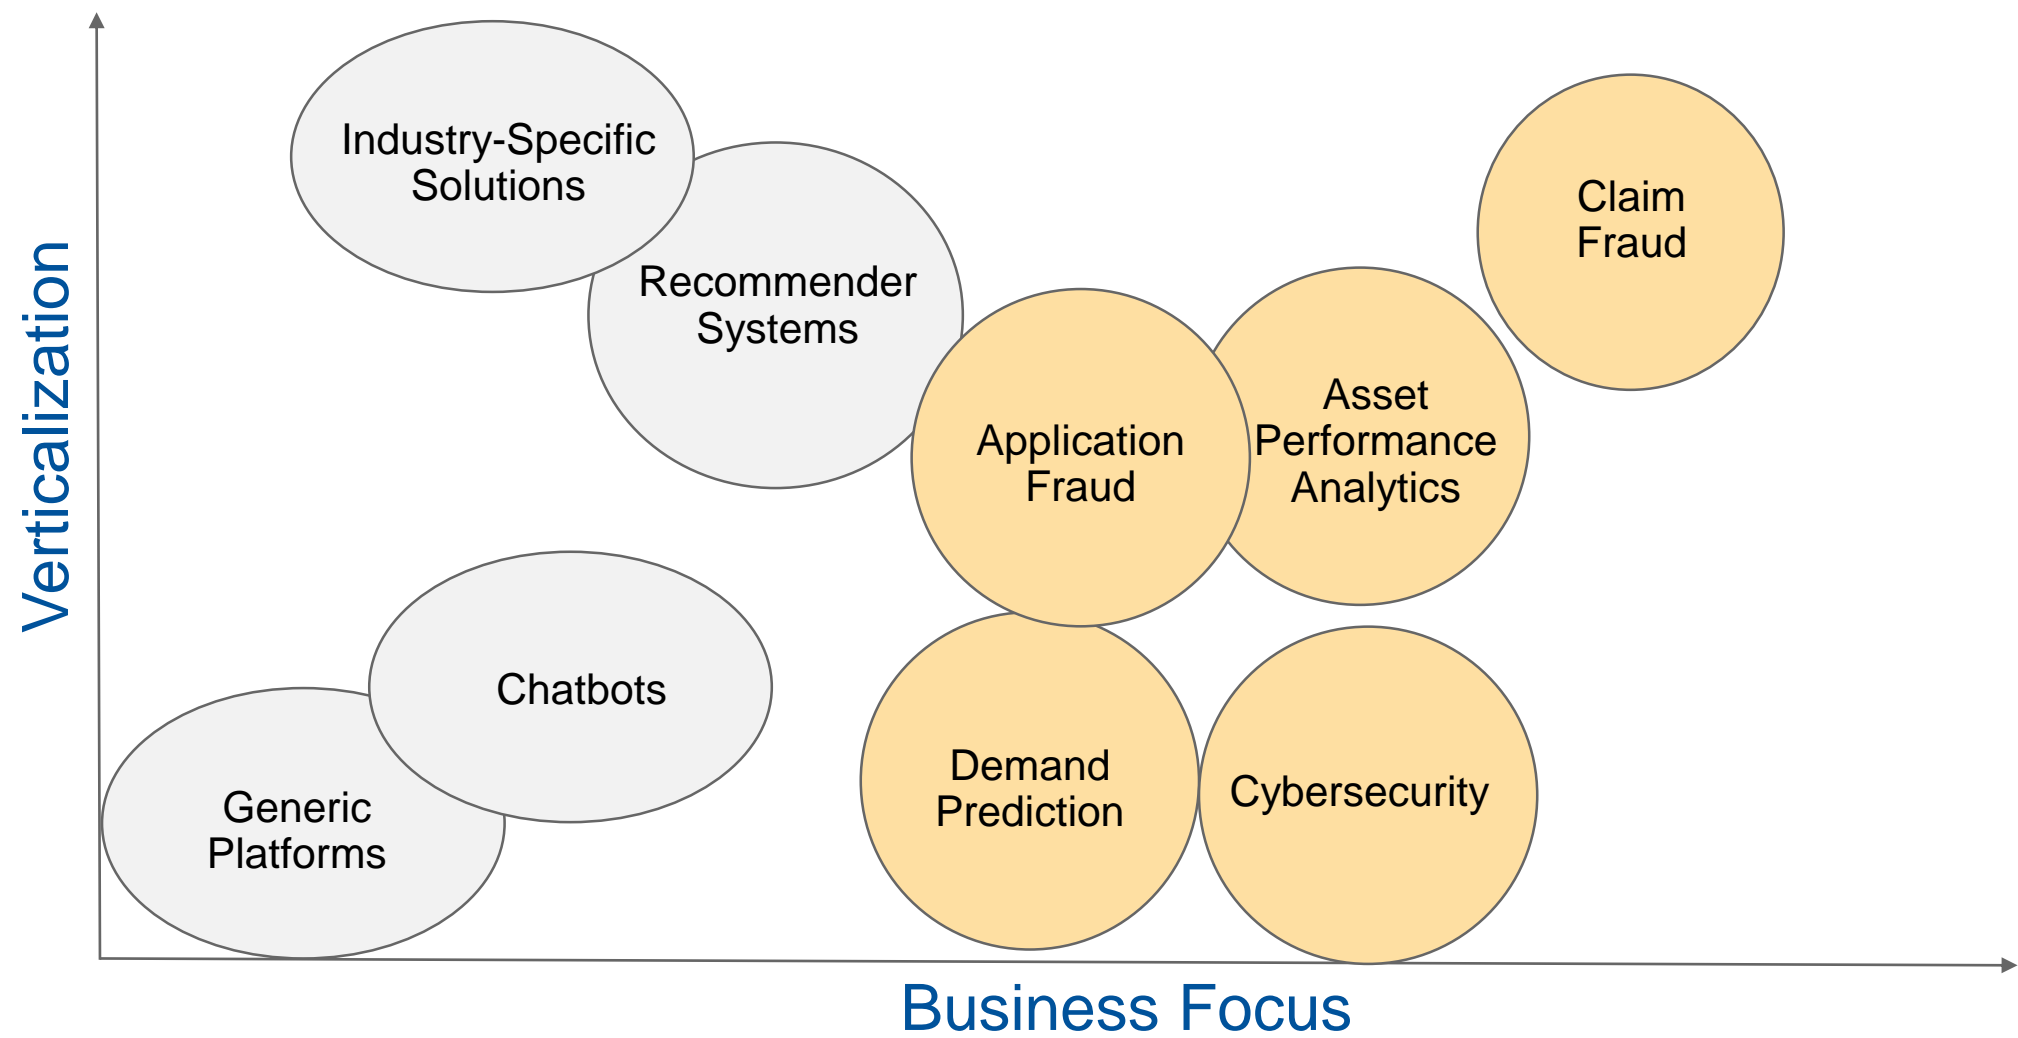 Verticalization
Industry-Specific
Solutions
Recommender
Systems
Claim
Fraud
Application
Fraud
Asset
Performance
Analytics
Chatbots
Generic
Platforms
Demand
Prediction
Cybersecurity
Business Focus